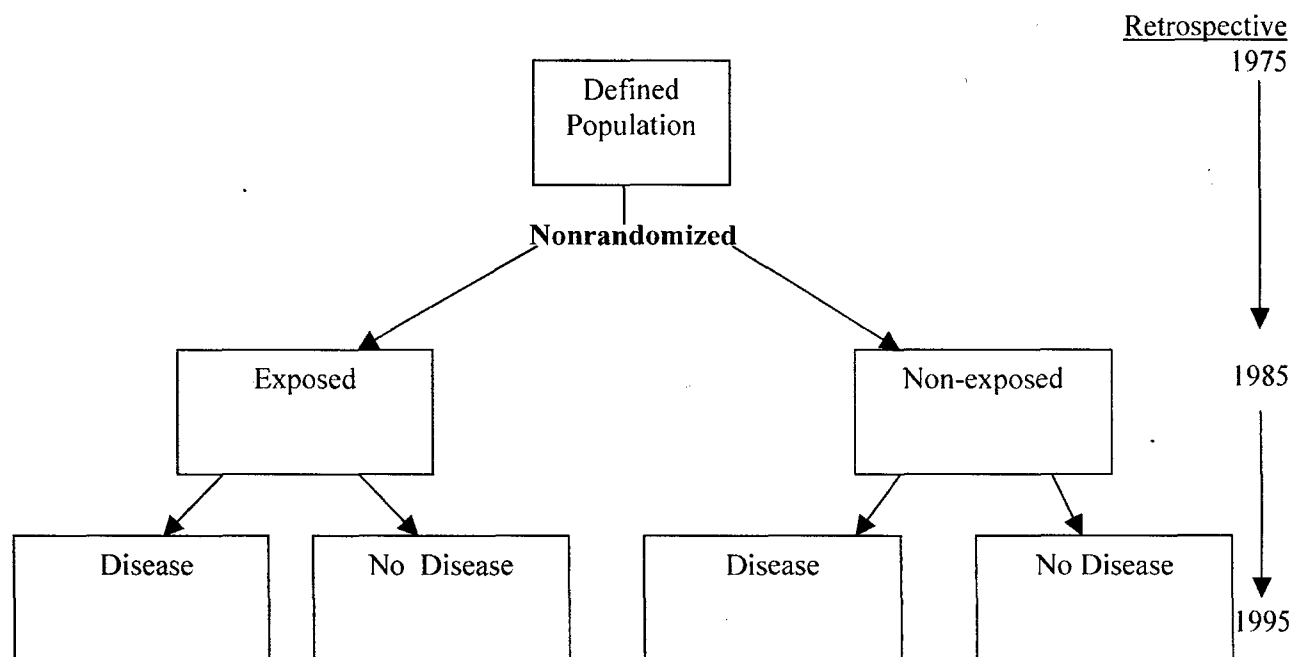 Retrospective
1975
Defined
Population
Nonrandomized
Exposed
Non-exposed
1985
Disease
No Disease
Disease
No Disease
1995